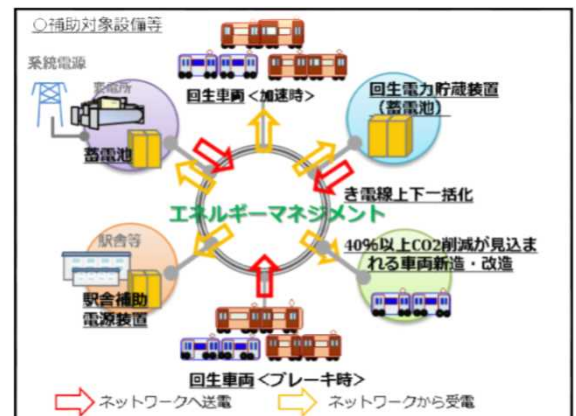 ○補助対象設備等
系統電源
変電所
蓄電池
回生車両<加速時>
回生電力貯蔵装置
(蓄電池)
き電線上下一括化
エネルギーマネジメント
駅舎等
駅舎補助
電源装置
40%以上CO2削減が見込ま
れる車両新造・改造
回生車両<ブレーキ時>
ネットワークへ送電
ネットワークから受電